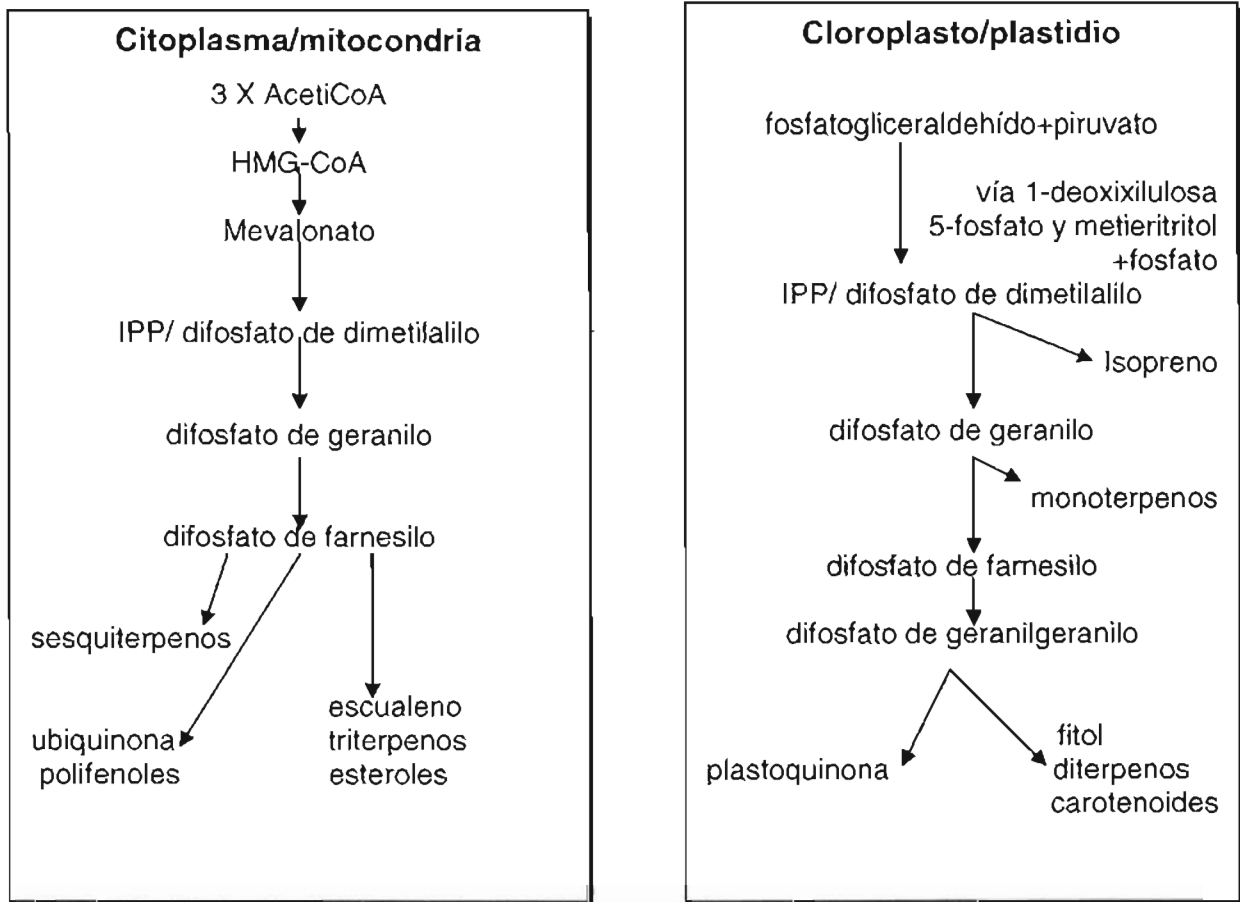 Citoplasma/mitocondría
3 X AcetiCoA
HMG-CoA
Mevalonato
IPP/ difosfato de dimetilalilo
difosfato de geranilo
difosfato de farnesilo
sesquiterpenos
ubiquinona
polifenoles
escualeno
triterpenos
esteroles
Cloroplasto/plastidio
fosfatogliceraldehído+piruvato
vía 1-deoxixilulosa
5-fosfato y metieritritol
+fosfato
IPP/ difosfato de dimetilalilo
Isopreno
difosfato de geranilo
monoterpenos
difosfato de farnesilo
difosfato de geranilgeranilo
plastoquinona
fitol
diterpenos
carotenoides